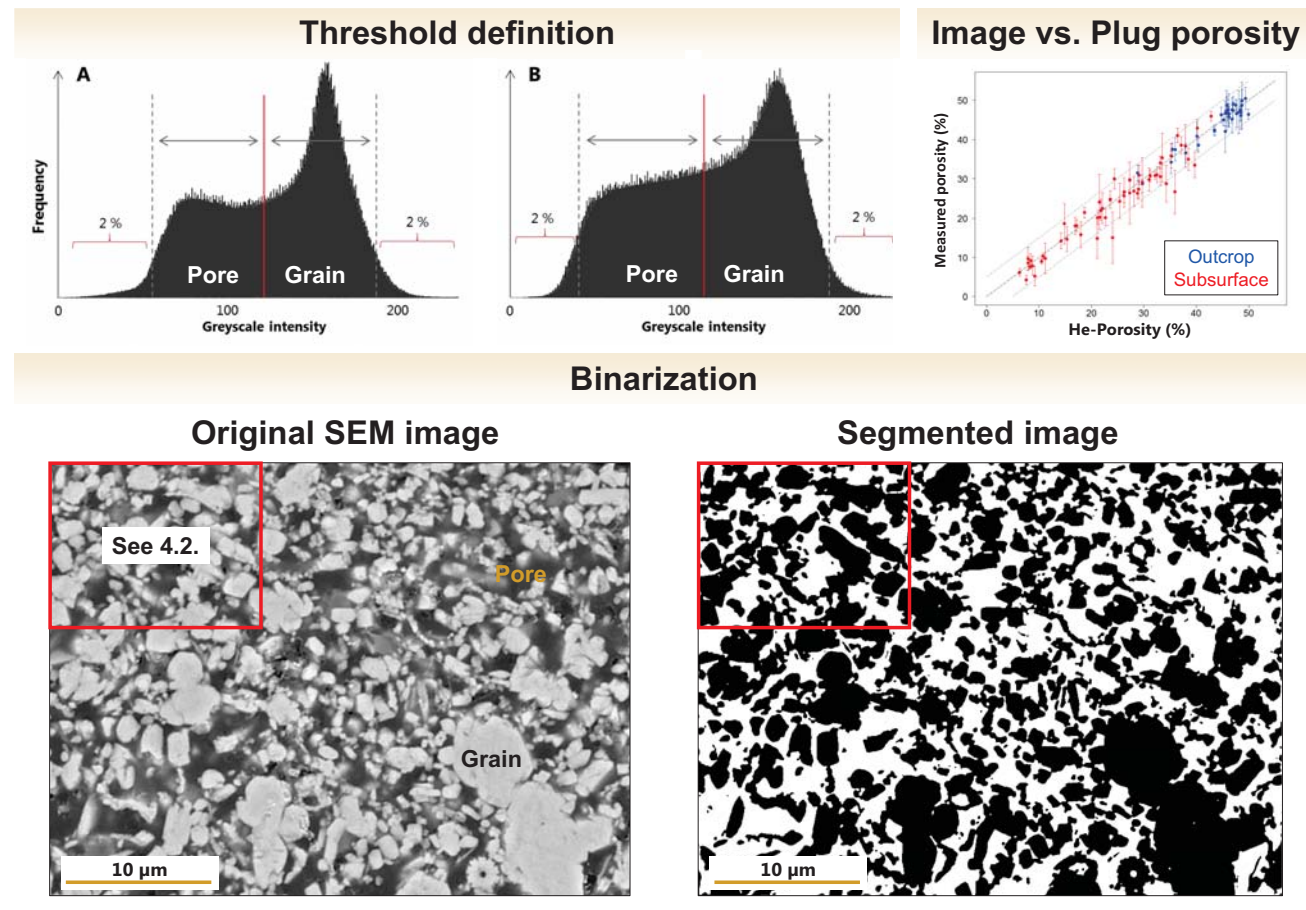 Threshold definition
Image vs. Plug porosity
A
Frequency
2 %
2 %
Pore
Grain
0
100
200
Greyscale intensity
B
2 %
2 %
Pore
Grain
0
100
200
Greyscale intensity
Measured porosity (%)
50
40
30
20
10
0
Outcrop
Subsurface
0 10 20 30 40 50
He-Porosity (%)
Binarization
Original SEM image
Segmented image
See 4.2.
Pore
Grain
10 µm
10 µm